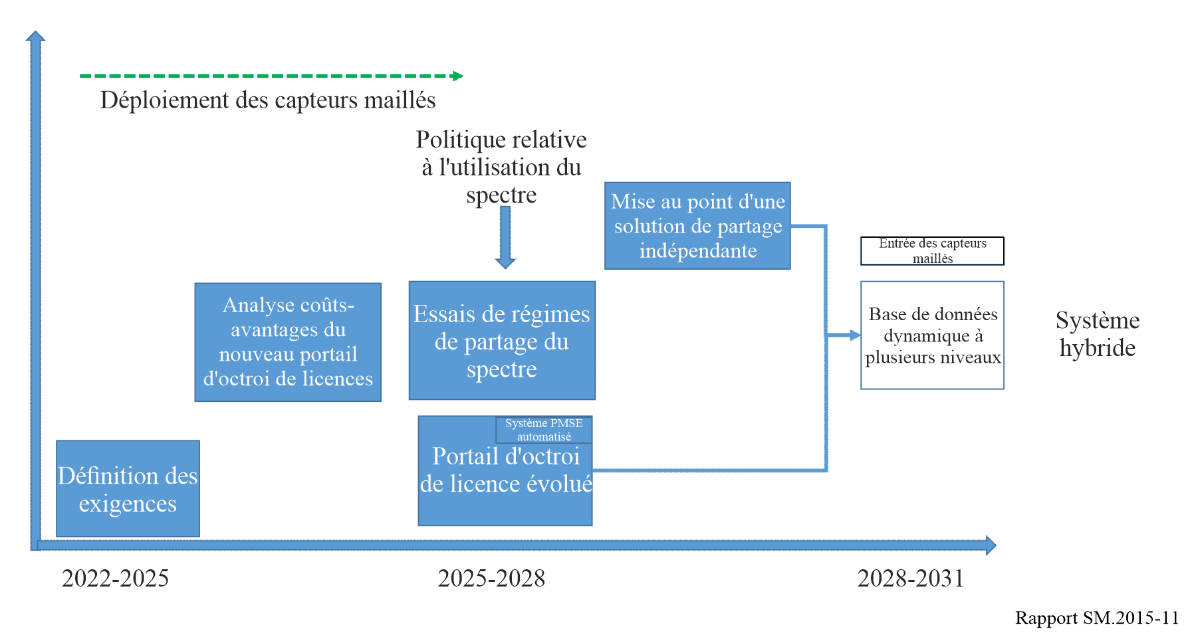 Déploiement des capteurs maillés
Politique relative
à l'utilisation du
spectre
Mise au point d'une
solution de partage
indépendante
Entrée des capteurs
maillés
Analyse coûts-
avantages du
nouveau portail
d'octroi de licences
Essais de régimes
de partage du
spectre
Base de données
dynamique à
plusieurs niveaux
Système
hybride
Système PMSE
automatisé
Portail d'octroi
de licence évolué
Définition des
exigences
2022-2025
2025-2028
2028-2031
Rapport SM.2015-11